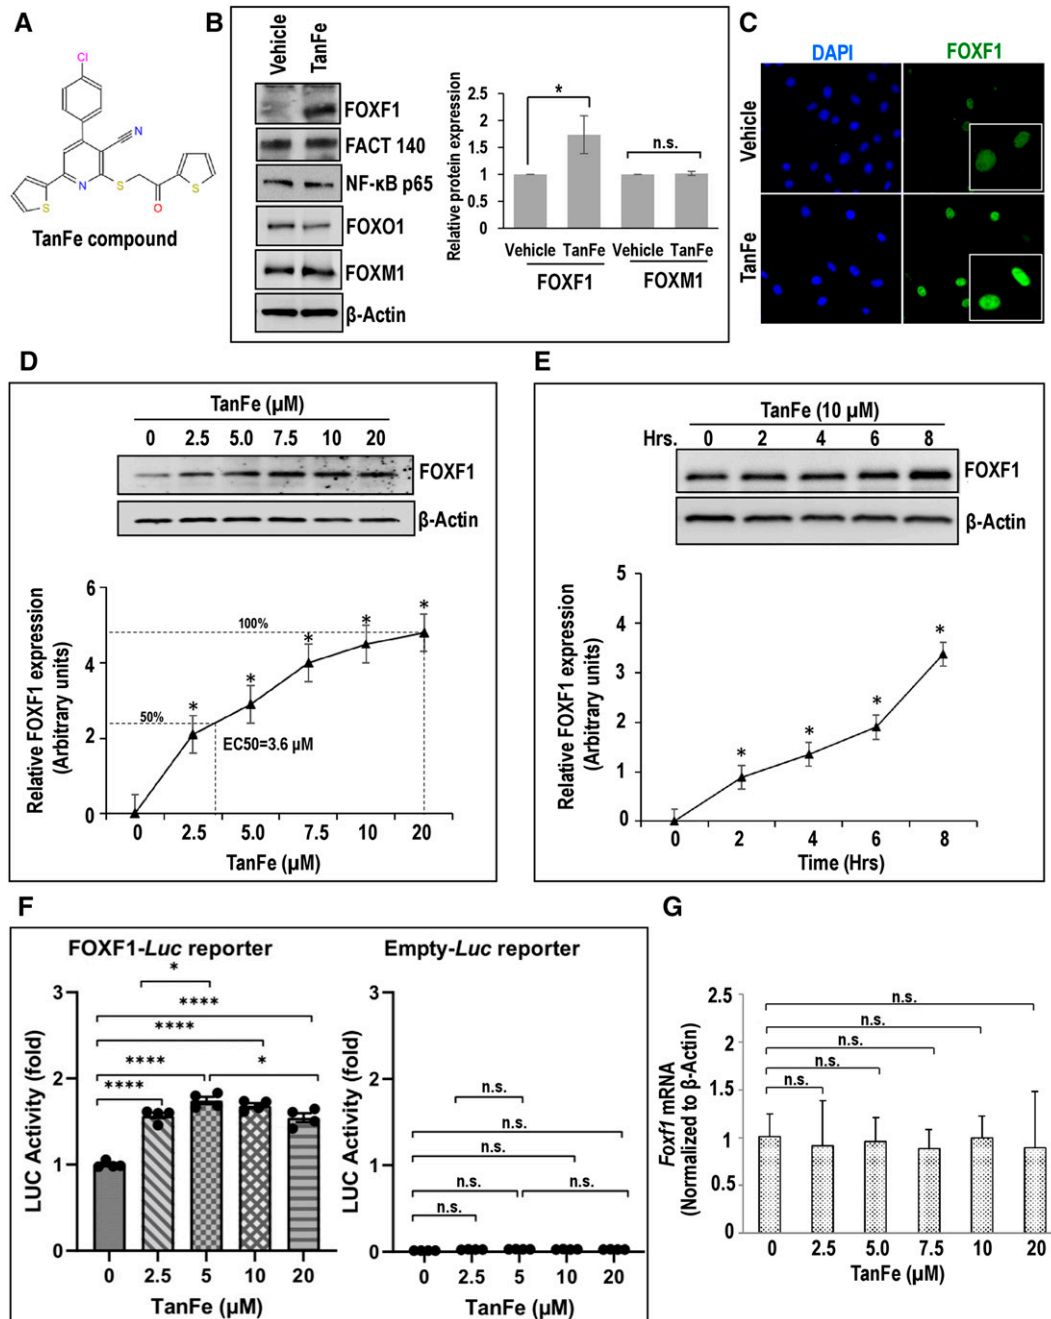 A
Cl
N
N
S
S
S
O
TanFe compound
B
Vehicle
TanFe
FOXF1
FACT 140
NF-κB p65
FOXO1
FOXM1
β-Actin
Relative protein expression
2.5
2
1.5
1
0.5
0
*
n.s.
Vehicle TanFe Vehicle TanFe
FOXF1 FOXM1
C
DAPI FOXF1
Vehicle
TanFe
D
TanFe (μM)
0 2.5 5.0 7.5 10 20
FOXF1
β-Actin
Relative FOXF1 expression
(Arbitrary units)
6
4
2
0
100%
50%
EC50=3.6 μM
* * * * *
0 2.5 5.0 7.5 10 20
TanFe (μM)
E
TanFe (10 μM)
Hrs. 0 2 4 6 8
FOXF1
β-Actin
Relative FOXF1 expression
(Arbitrary units)
5
4
3
2
1
0
* * * *
0 2 4 6 8
Time (Hrs)
F
FOXF1-Luc reporter
LUC Activity (fold)
3
2
1
0
*
****
****
**** *
****
0 2.5 5 10 20
TanFe (μM)
Empty-Luc reporter
LUC Activity (fold)
3
2
1
0
n.s.
n.s.
n.s.
n.s. n.s.
n.s.
0 2.5 5 10 20
TanFe (μM)
G
Foxf1 mRNA
(Normalized to β-Actin)
2.5
2
1.5
1
0.5
0
n.s.
n.s.
n.s.
n.s.
n.s.
0 2.5 5.0 7.5 10 20
TanFe (μM)